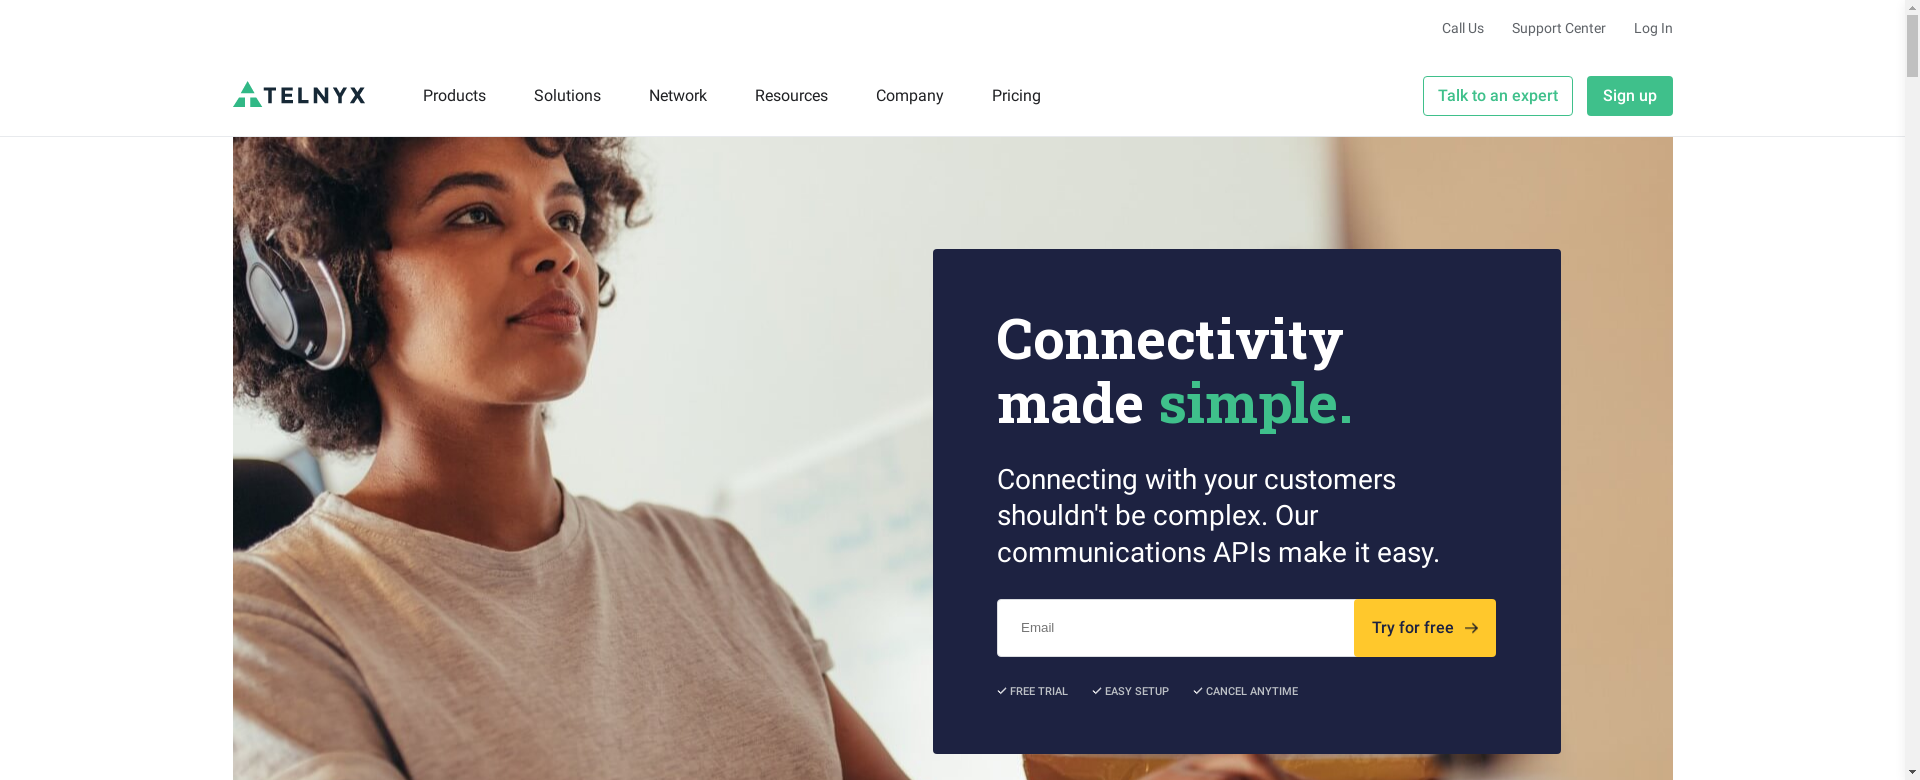 Call Us Support Center Log In
TELNYX Products Solutions Network Resources Company Pricing Talk to an expert Sign up
Connectivity
made simple.
Connecting with your customers
shouldn't be complex. Our
communications APIs make it easy.
Email Try for free
FREE TRIAL EASY SETUP CANCEL ANYTIME